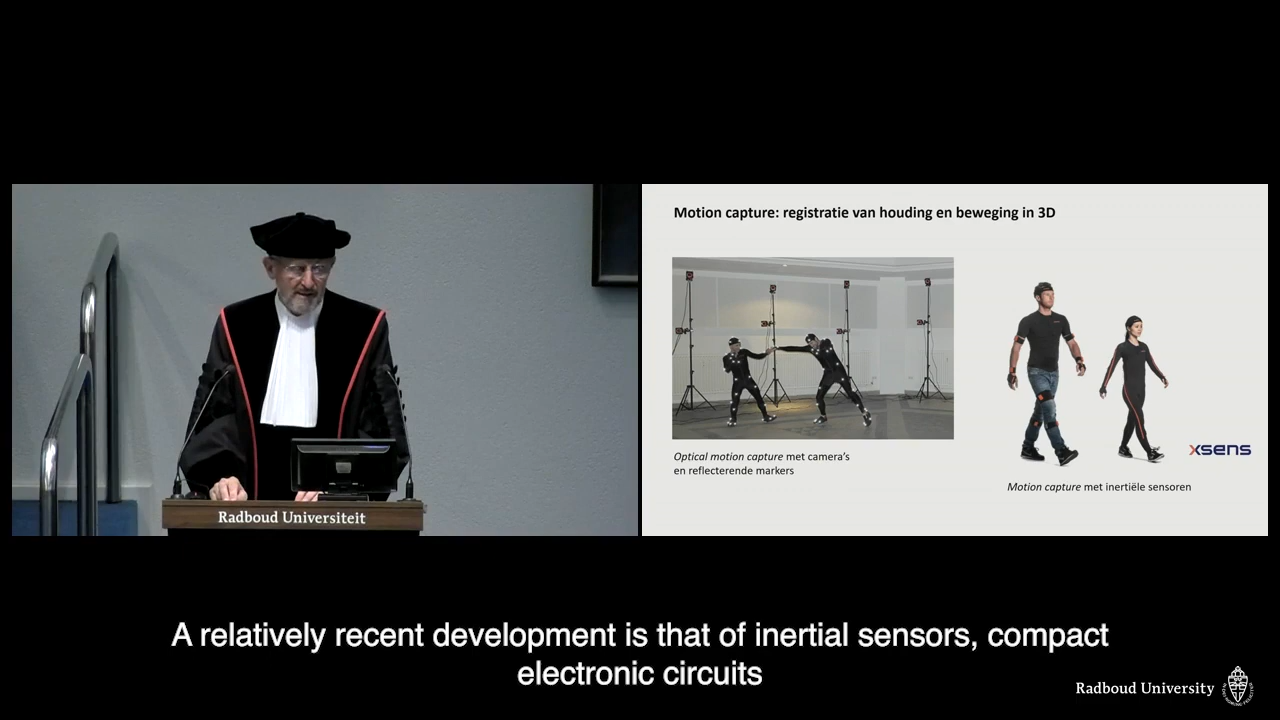 Motion capture: registratie van houding en beweging in 3D
Optical motion capture met camera's
en reflecterende markers
xsens
Motion capture met inertiële sensoren
Radboud Universiteit
A relatively recent development is that of inertial sensors, compact
electronic circuits
Radboud University